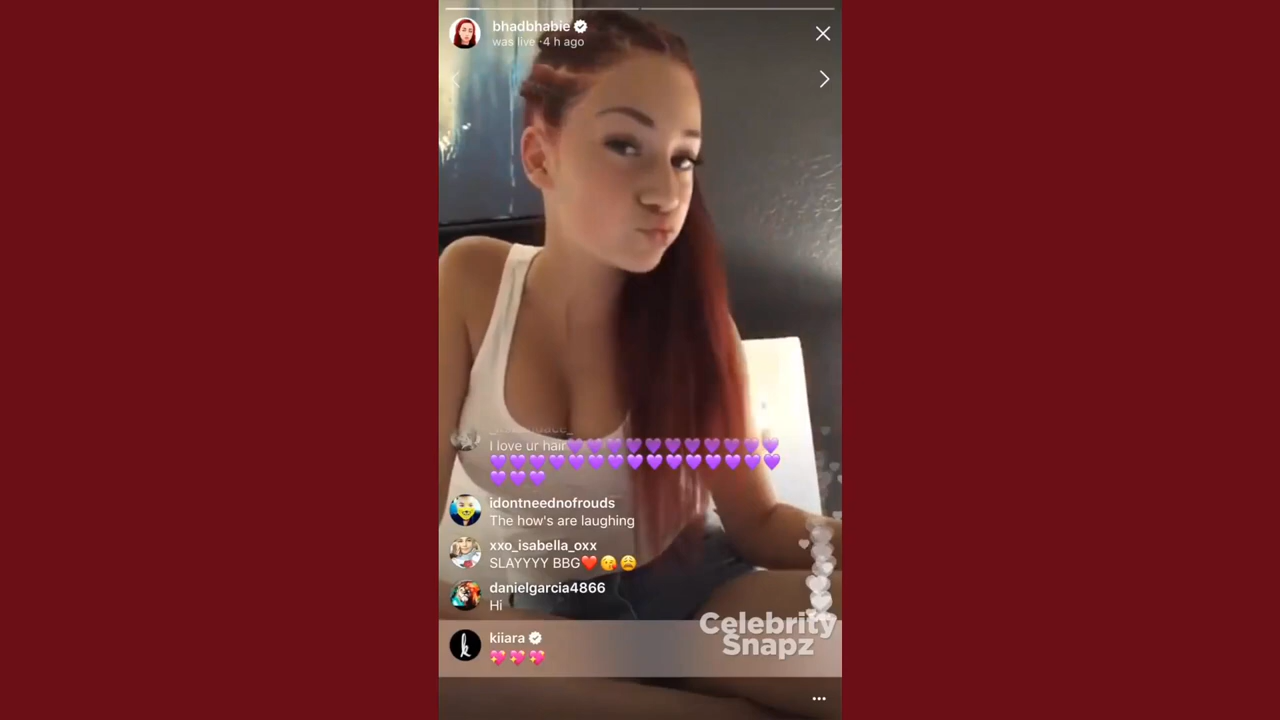 bhadbhabie
was live · 4 h ago
I love ur hair💜💜💜💜💜💜💜💜💜💜💜
💜💜💜💜💜💜💜💜💜💜💜💜💜💜💜
💜💜💜
idontneednofrouds
The how's are laughing
xxo_isabella_oxx
SLAYYYY BBG❤️😘😩
danielgarcia4866
Hi
kiiara
💖💖💖
Celebrity
Snapz